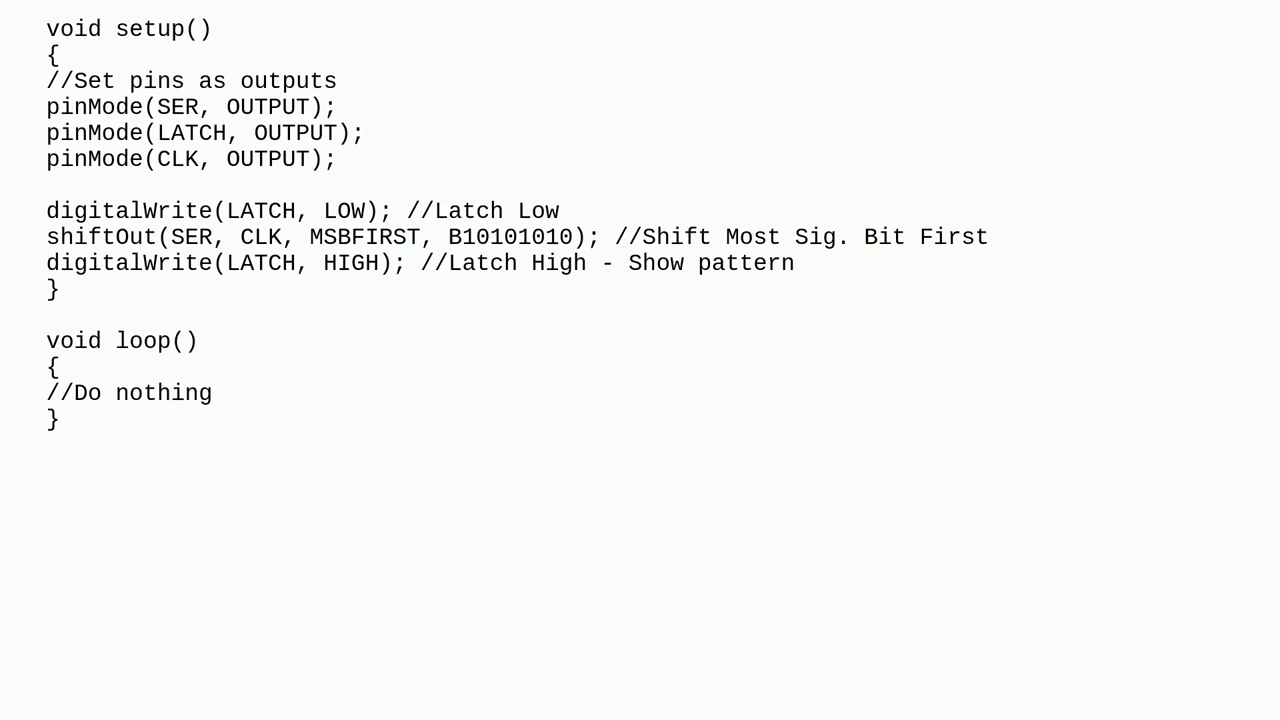 void setup()
{
//Set pins as outputs
pinMode(SER, OUTPUT);
pinMode(LATCH, OUTPUT);
pinMode(CLK, OUTPUT);

digitalWrite(LATCH, LOW); //Latch Low
shiftOut(SER, CLK, MSBFIRST, B10101010); //Shift Most Sig. Bit First
digitalWrite(LATCH, HIGH); //Latch High - Show pattern
}

void loop()
{
//Do nothing
}